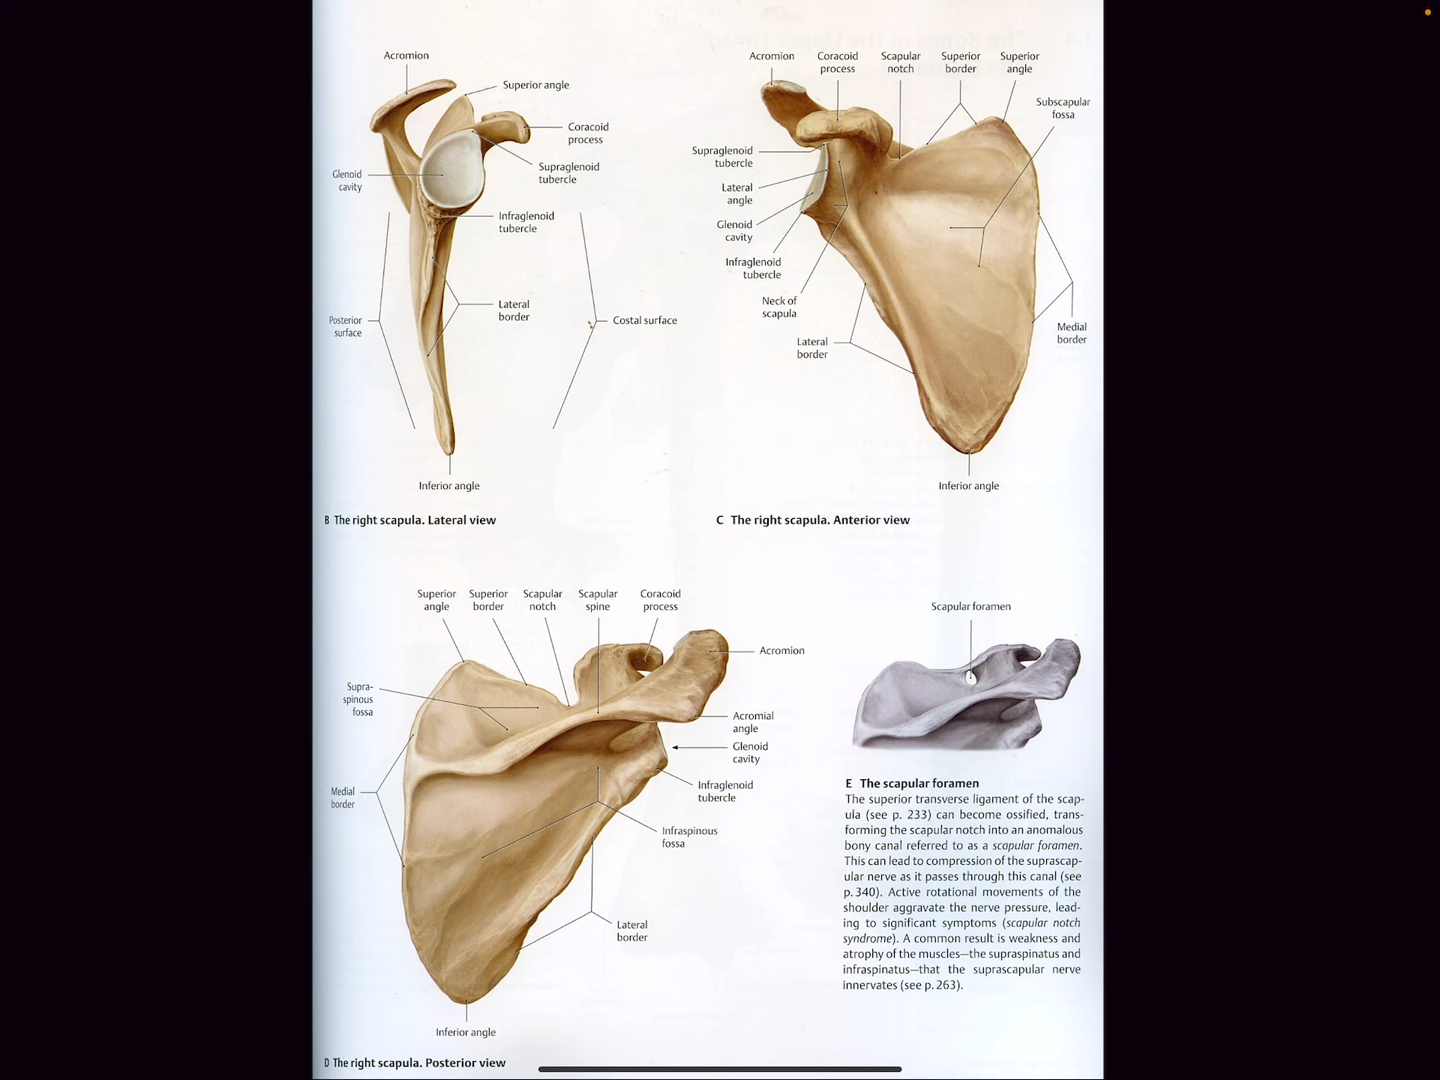 Acromion
Superior angle
Coracoid
process
Supraglenoid
tubercle
Glenoid
cavity
Infraglenoid
tubercle
Lateral
border
Posterior
surface
Costal surface
Inferior angle
B The right scapula. Lateral view
Acromion
Coracoid
process
Scapular
notch
Superior
border
Superior
angle
Subscapular
fossa
Supraglenoid
tubercle
Lateral
angle
Glenoid
cavity
Infraglenoid
tubercle
Neck of
scapula
Lateral
border
Medial
border
Inferior angle
C The right scapula. Anterior view
Superior
angle
Superior
border
Scapular
notch
Scapular
spine
Coracoid
process
Acromion
Supra-
spinous
fossa
Acromial
angle
Glenoid
cavity
Infraglenoid
tubercle
Medial
border
Infraspinous
fossa
Lateral
border
Inferior angle
D The right scapula. Posterior view
Scapular foramen
E The scapular foramen
The superior transverse ligament of the scap-
ula (see p. 233) can become ossified, trans-
forming the scapular notch into an anomalous
bony canal referred to as a scapular foramen.
This can lead to compression of the suprascap-
ular nerve as it passes through this canal (see
p. 340). Active rotational movements of the
shoulder aggravate the nerve pressure, lead-
ing to significant symptoms (scapular notch
syndrome). A common result is weakness and
atrophy of the muscles—the supraspinatus and
infraspinatus—that the suprascapular nerve
innervates (see p. 263).